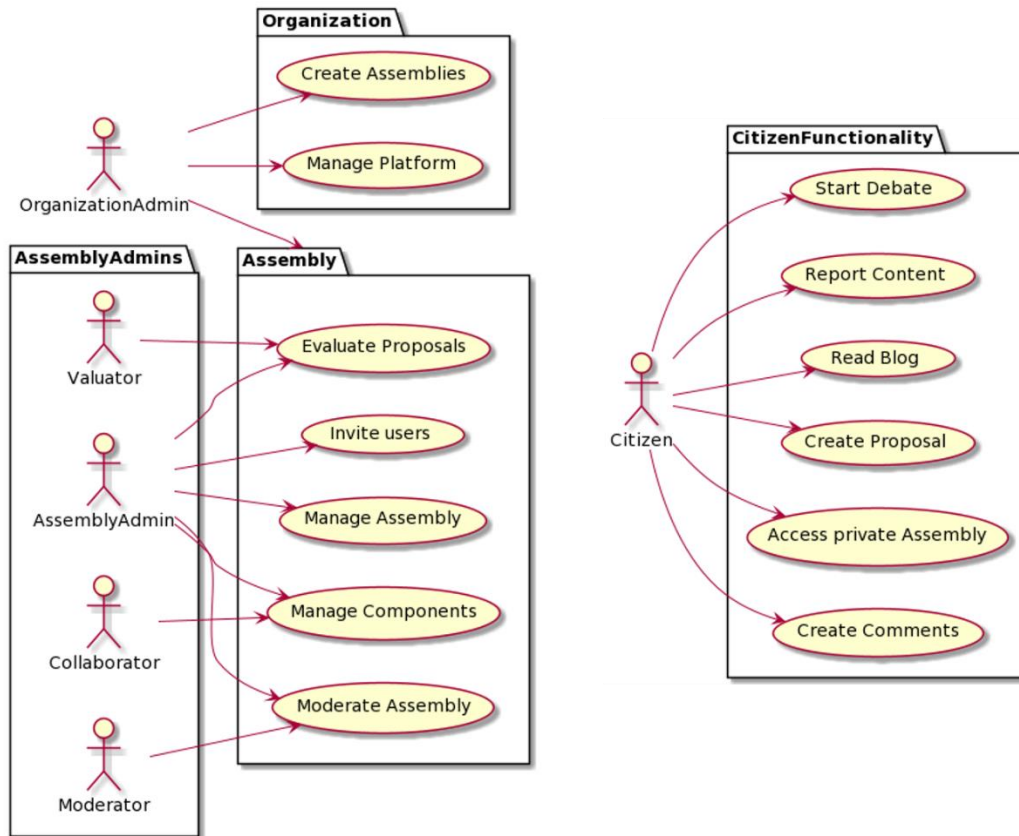 Organization
Create Assemblies
Manage Platform
OrganizationAdmin
AssemblyAdmins
Valuator
AssemblyAdmin
Collaborator
Moderator
Assembly
Evaluate Proposals
Invite users
Manage Assembly
Manage Components
Moderate Assembly
CitizenFunctionality
Start Debate
Report Content
Read Blog
Create Proposal
Access private Assembly
Create Comments
Citizen